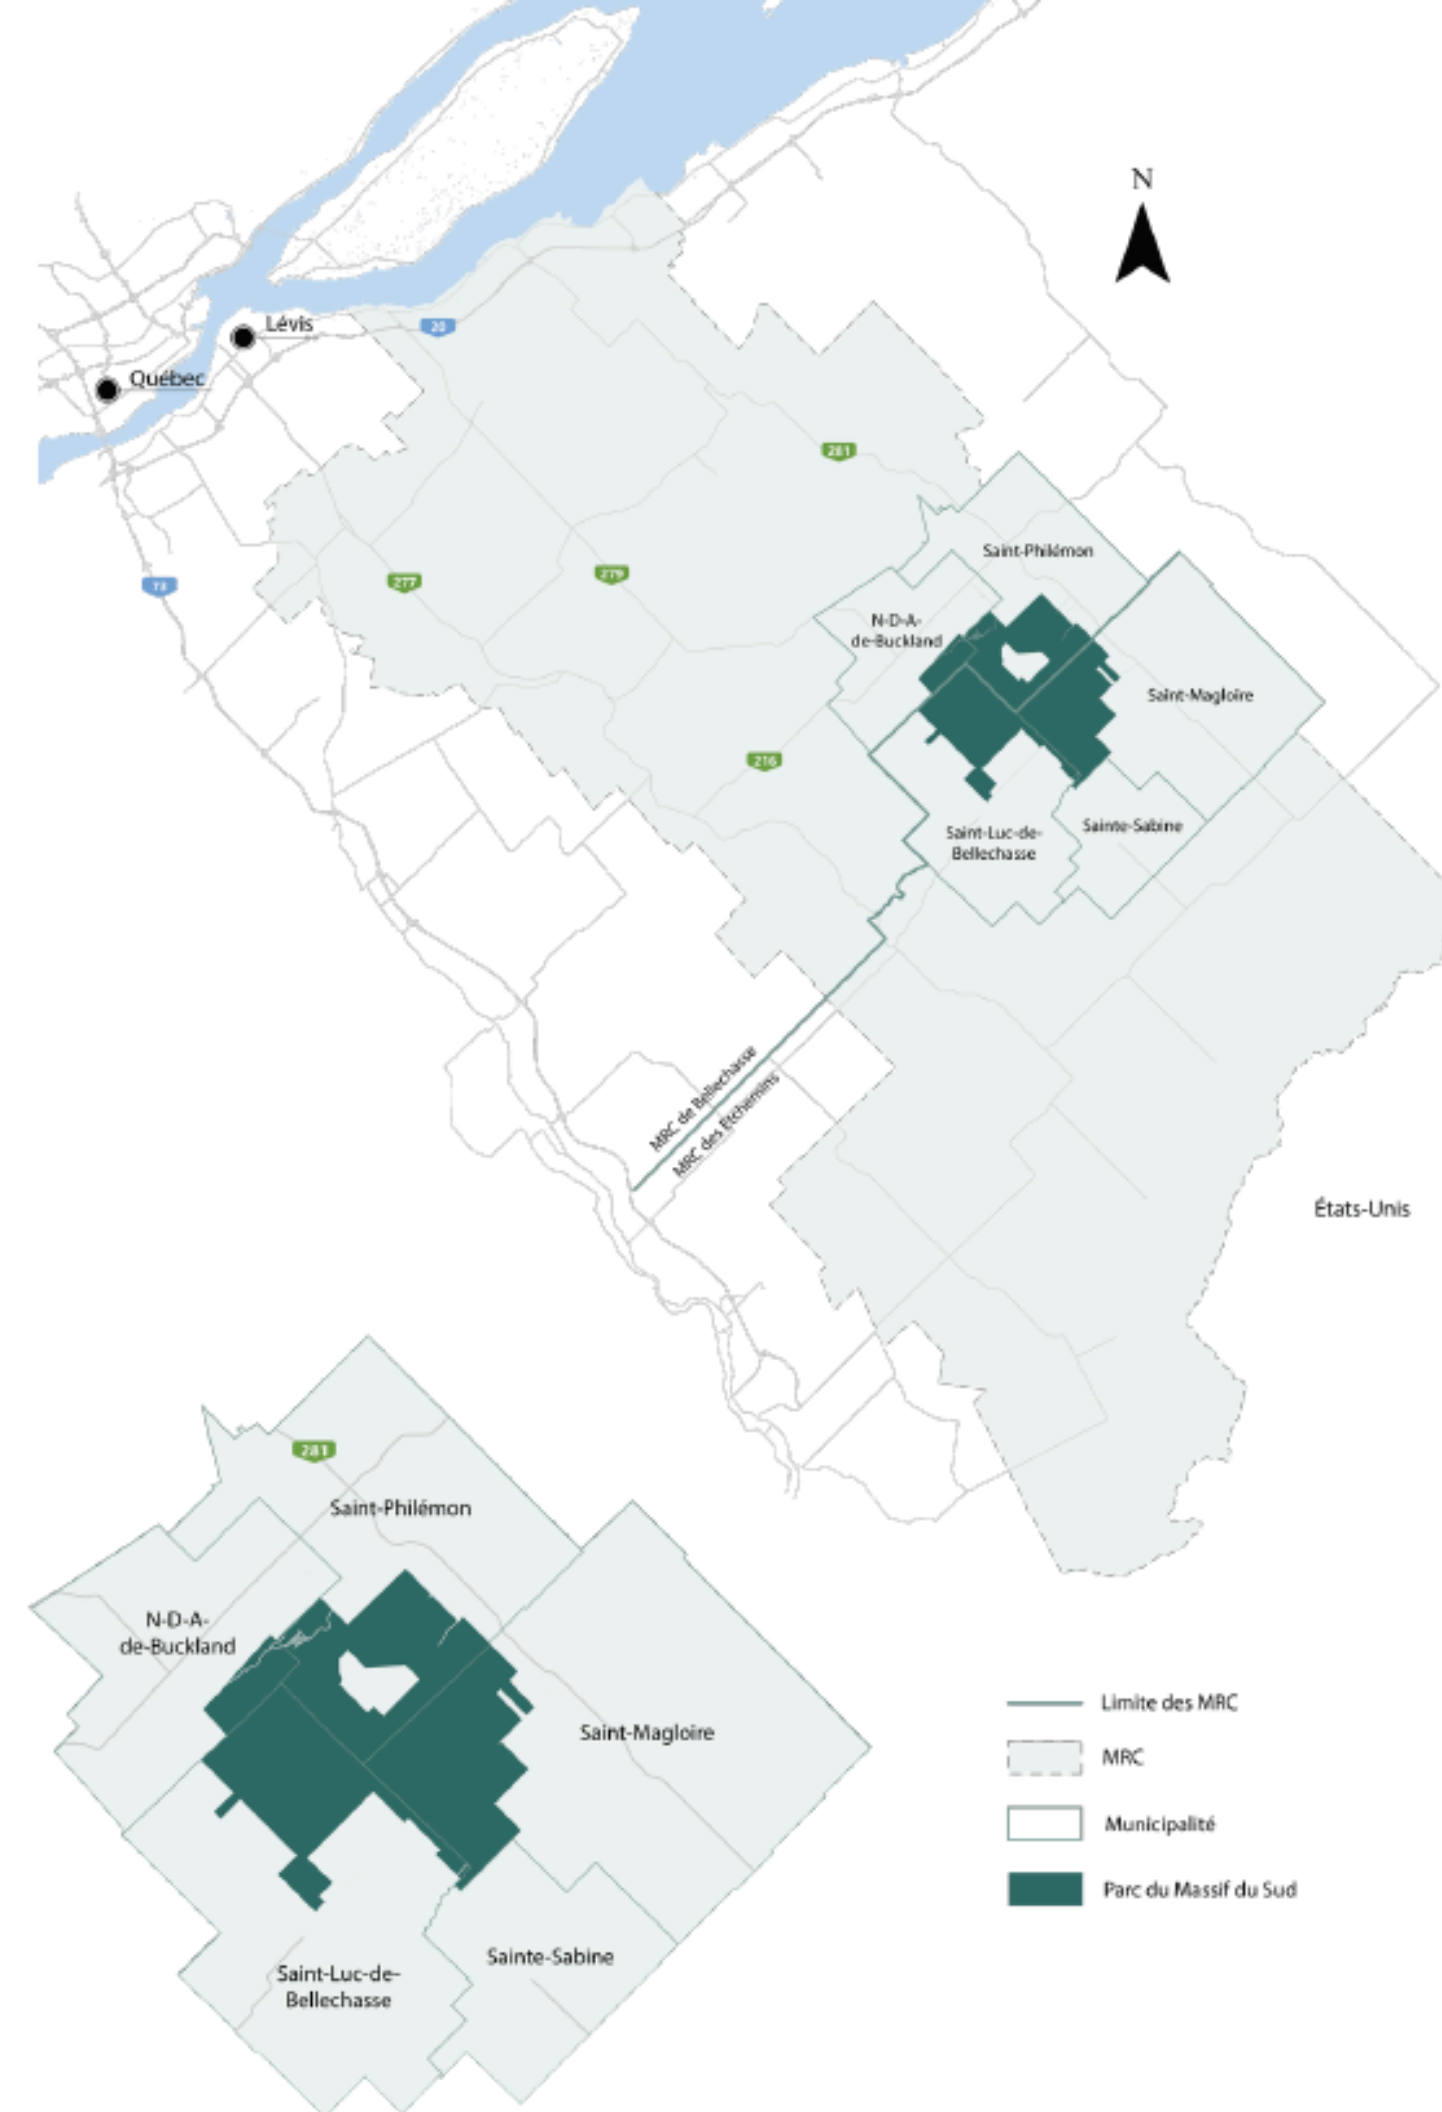 N
Lévis
20
Québec
281
Saint-Philémon
279
277
73
N-D-A-
de-Buckland
Saint-Magloire
216
Sainte-Sabine
Saint-Luc-de-
Bellechasse
MRC de Bellechasse
MRC des Etchemins
États-Unis
281
Saint-Philémon
N-D-A-
de-Buckland
Saint-Magloire
Sainte-Sabine
Saint-Luc-de-
Bellechasse
Limite des MRC
MRC
Municipalité
Parc du Massif du Sud